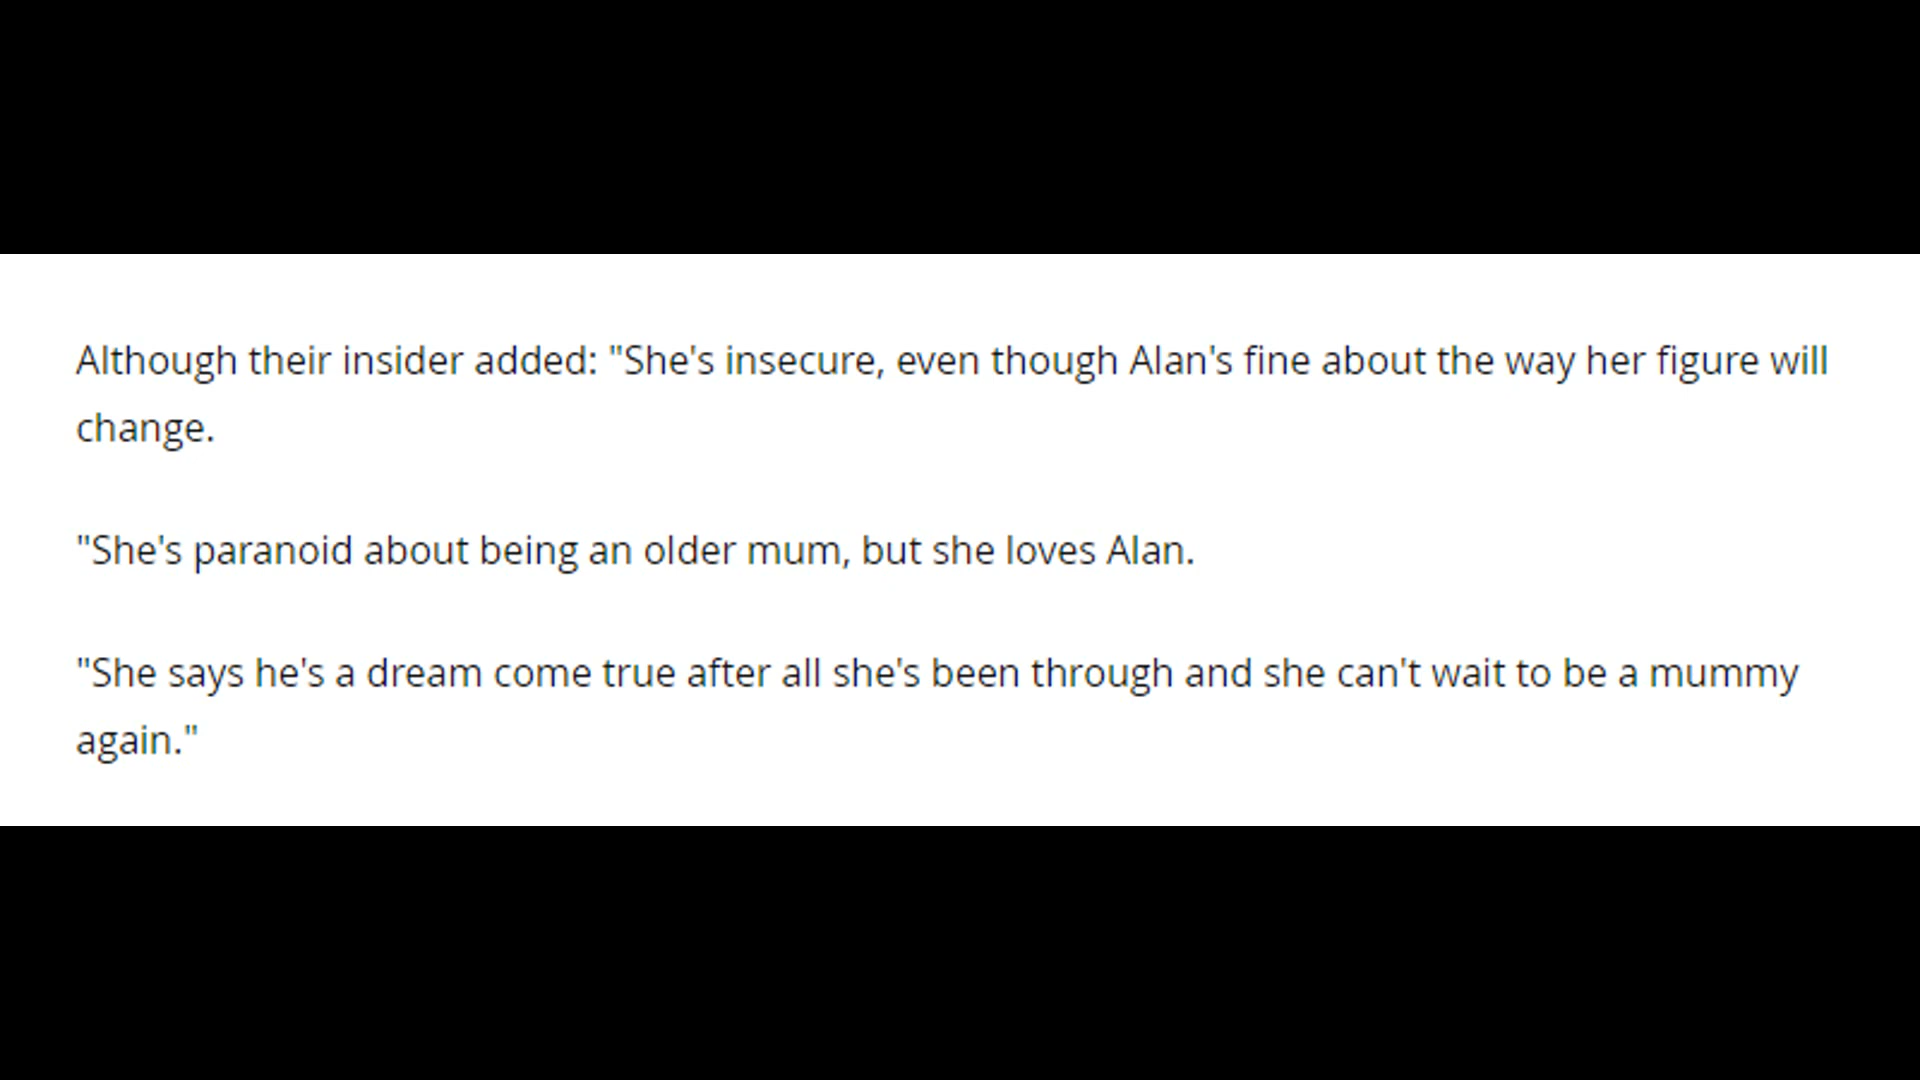 Although their insider added: "She's insecure, even though Alan's fine about the way her figure will
change.
"She's paranoid about being an older mum, but she loves Alan.
"She says he's a dream come true after all she's been through and she can't wait to be a mummy
again."